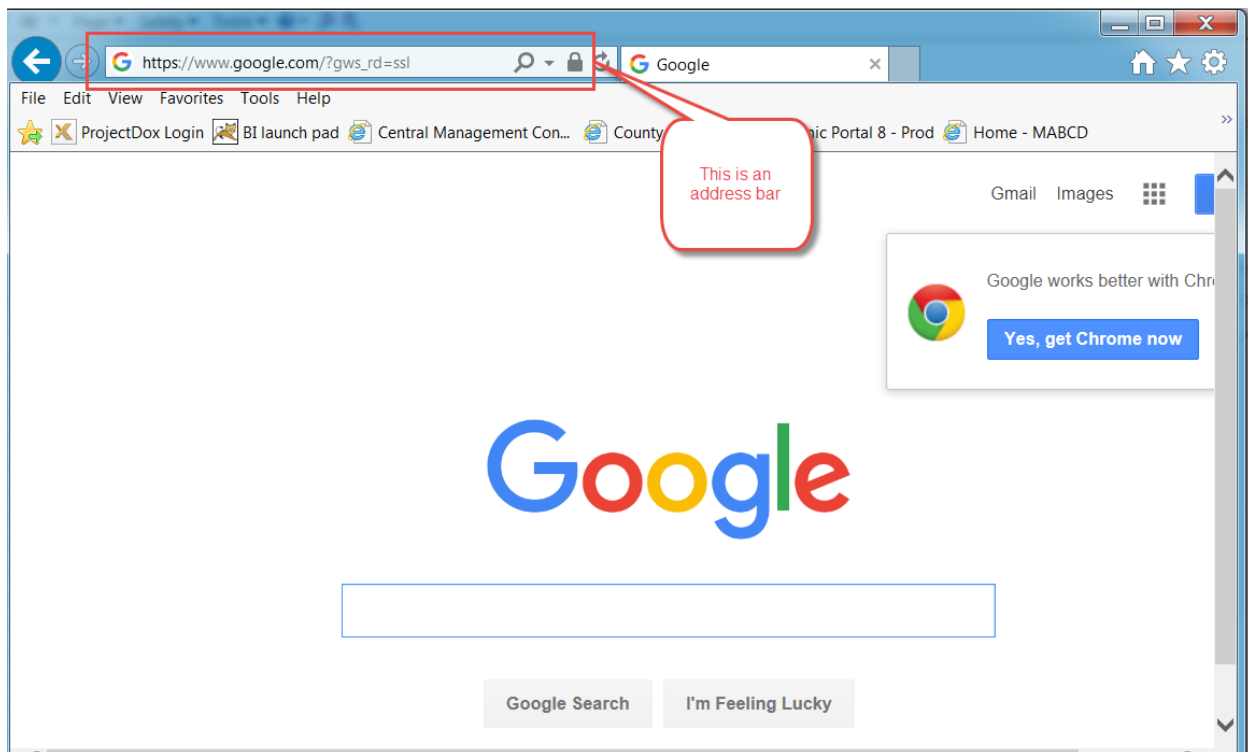 https://www.google.com/?gws_rd=ssl
Google
File Edit View Favorites Tools Help
ProjectDox Login BI launch pad Central Management Con... County Portal 8 - Prod Home - MABCD
This is an
address bar
Gmail Images
Google works better with
Yes, get Chrome now
Google
Google Search I'm Feeling Lucky